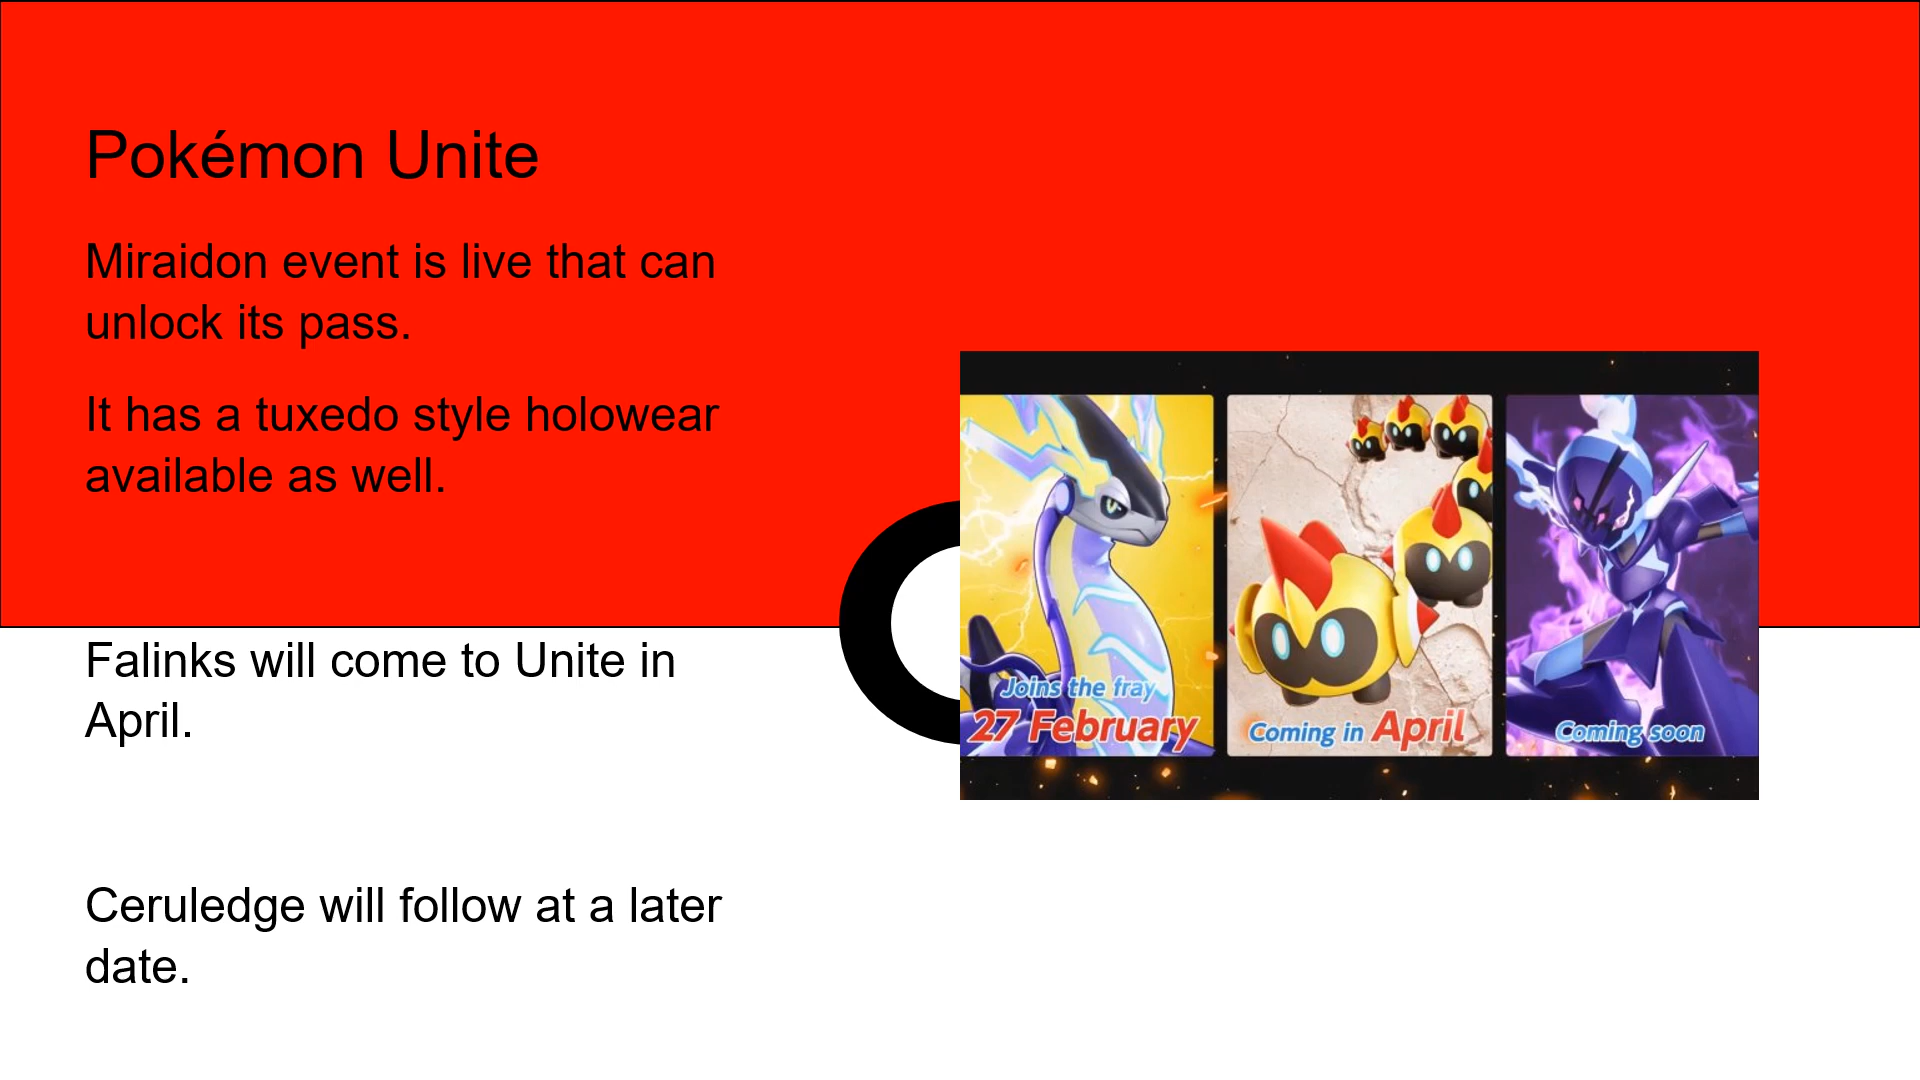 Pokémon Unite
Miraidon event is live that can
unlock its pass.
It has a tuxedo style holowear
available as well.
Falinks will come to Unite in
April.
Ceruledge will follow at a later
date.
Joins the fray
27 February
Coming in April
Coming soon